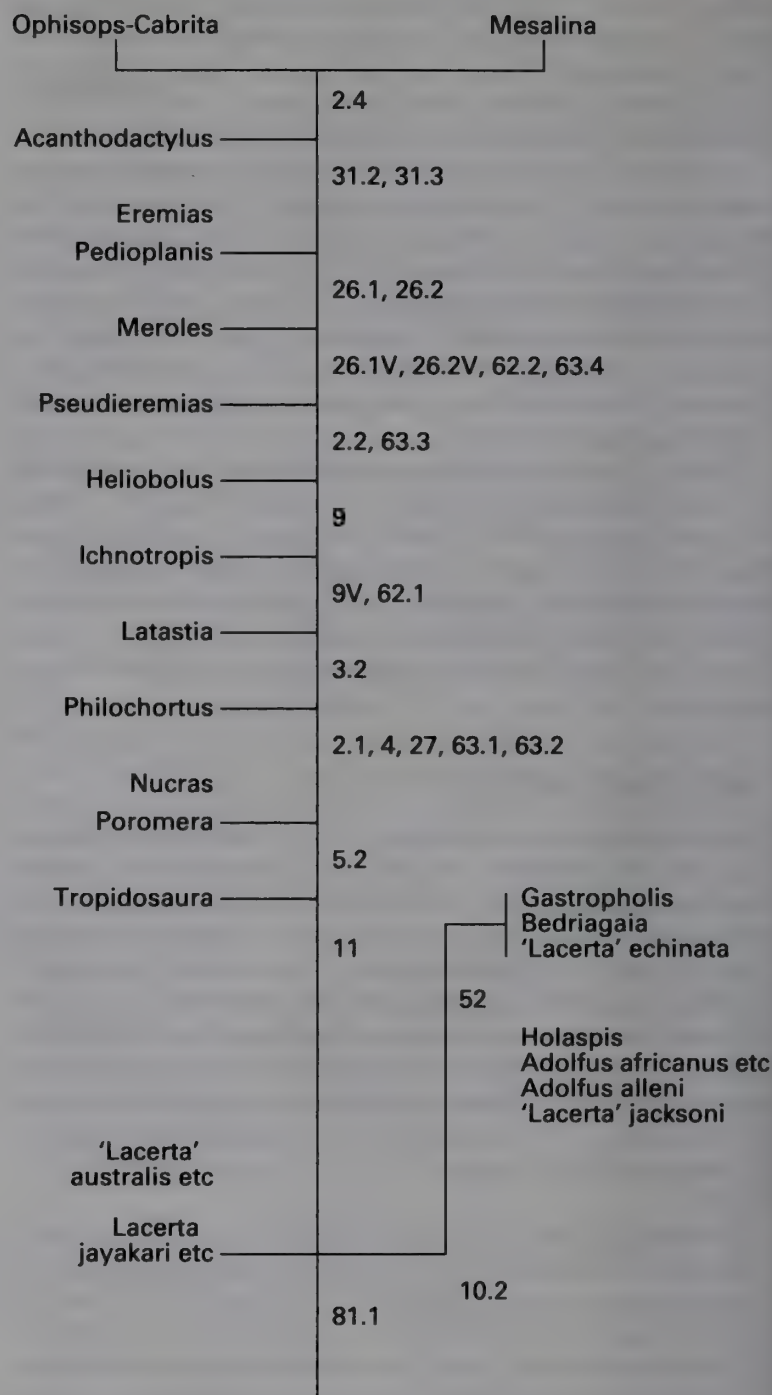 Ophisops-Cabrita Mesalina
2.4
Acanthodactylus
31.2, 31.3
Eremias
Pedioplanis
26.1, 26.2
Meroles
26.1V, 26.2V, 62.2, 63.4
Pseudieremias
2.2, 63.3
Heliobolus
9
Ichnotropis
9V, 62.1
Latastia
3.2
Philochortus
2.1, 4, 27, 63.1, 63.2
Nucras
Poromera
5.2
Tropidosaura
Gastropholis
Bedriagaia
'Lacerta' echinata
11
52
Holaspis
Adolfus africanus etc
Adolfus alleni
'Lacerta' jacksoni
'Lacerta'
australis etc
Lacerta
jayakari etc
10.2
81.1